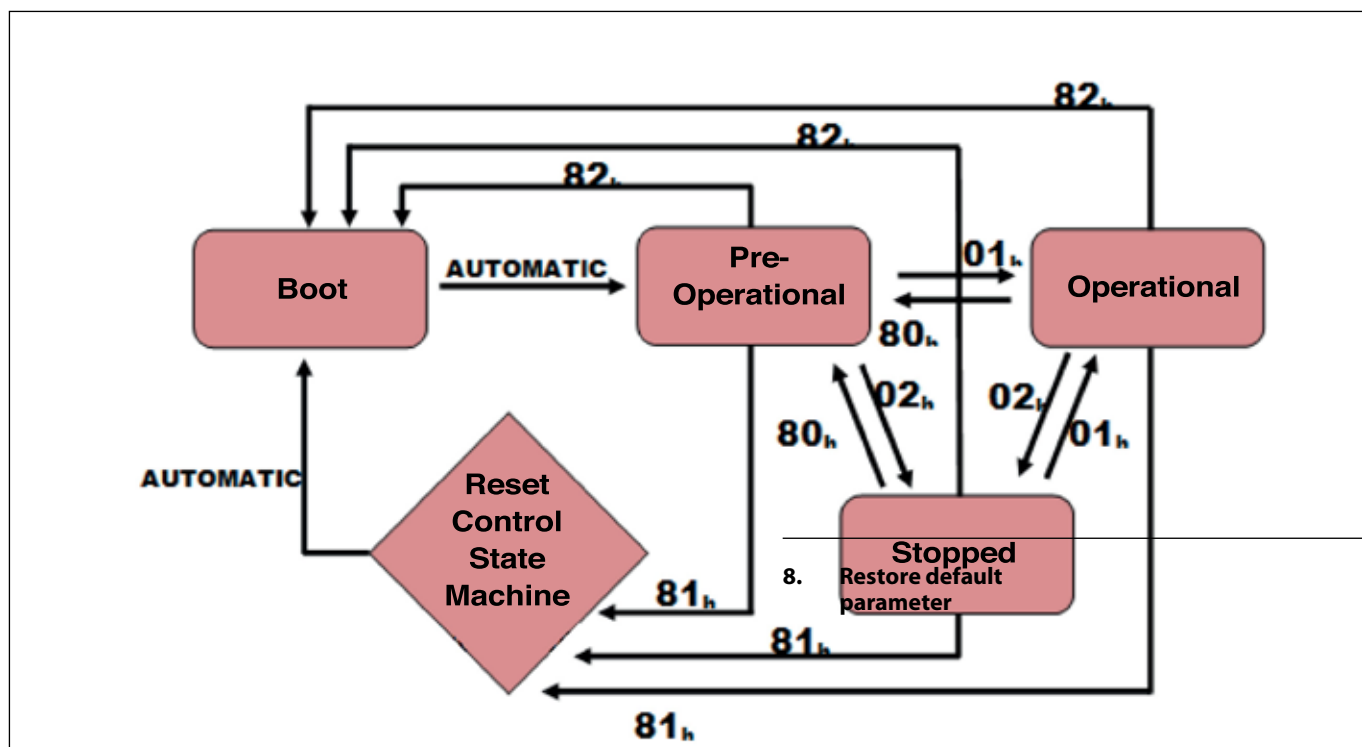 82h
82h
82h
Boot
AUTOMATIC
Pre-
Operational
01h
80h
Operational
80h
02h
02h
01h
AUTOMATIC
Reset
Control
State
Machine
Stopped
8. Restore default
parameter
81h
81h
81h